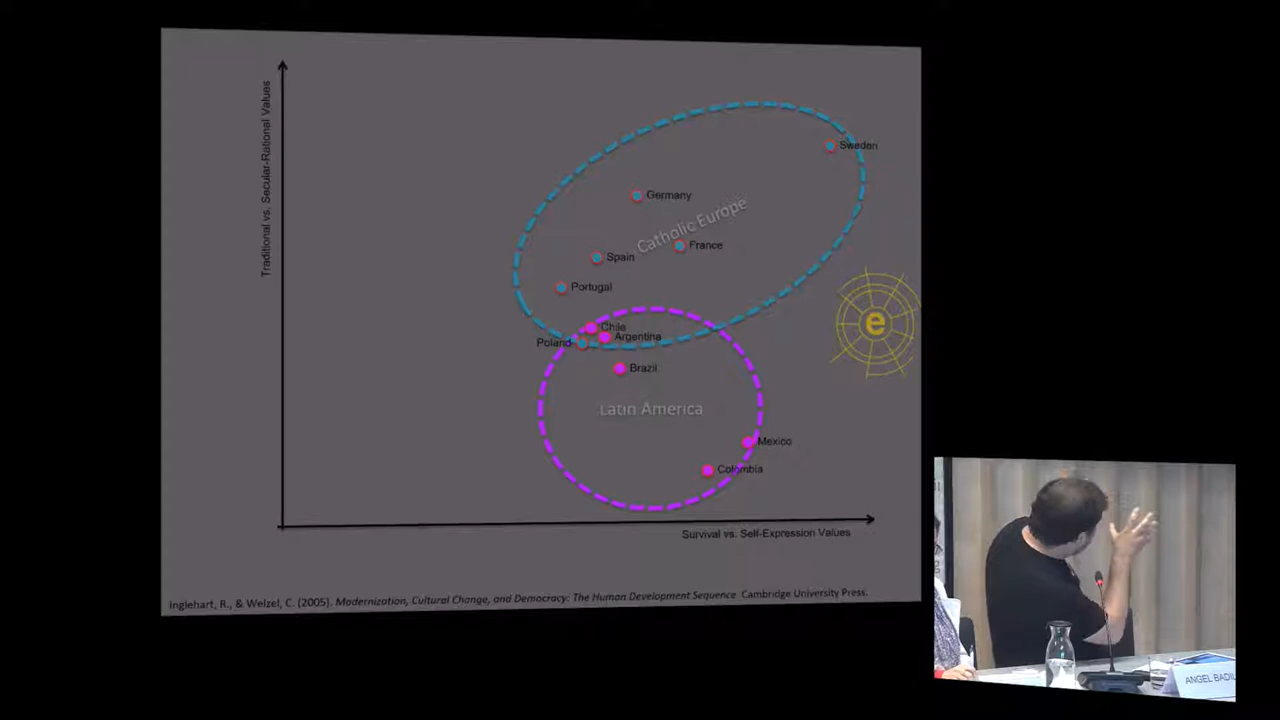 Traditional vs. Secular-Rational Values
Sweden
Germany
Catholic Europe
France
Spain
Portugal
Chile
Argentina
Poland
Brazil
Latin America
Mexico
Colombia
e
Survival vs. Self-Expression Values
Inglehart, R., & Welzel, C. (2005). Modernization, Cultural Change, and Democracy: The Human Development Sequence Cambridge University Press.
ANGEL